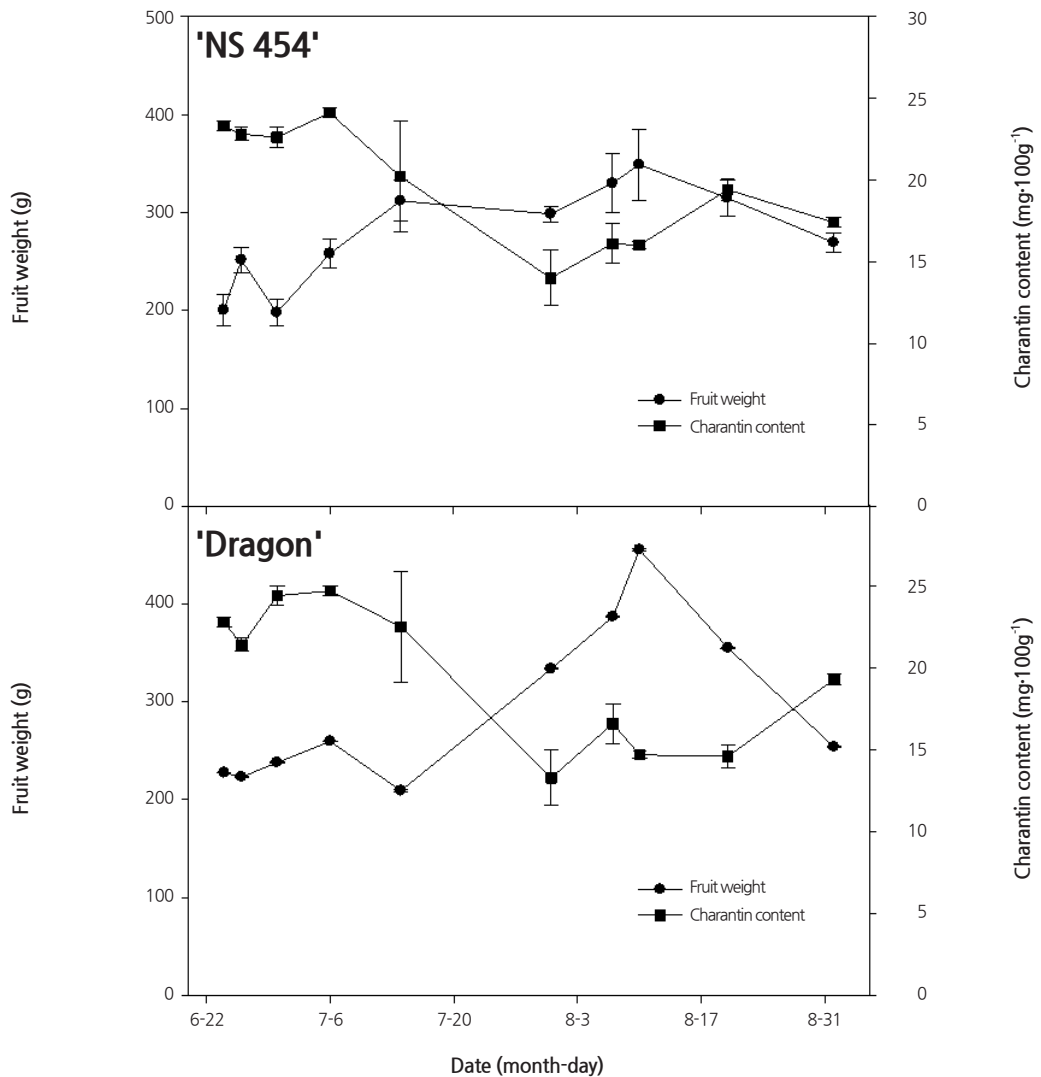 'NS 454'
Fruit weight (g)
500
400
300
200
100
0
Charantin content (mg·100g⁻¹)
30
25
20
15
10
5
0
Fruit weight
Charantin content
'Dragon'
Fruit weight (g)
400
300
200
100
0
Charantin content (mg·100g⁻¹)
25
20
15
10
5
0
Fruit weight
Charantin content
6-22 7-6 7-20 8-3 8-17 8-31
Date (month-day)